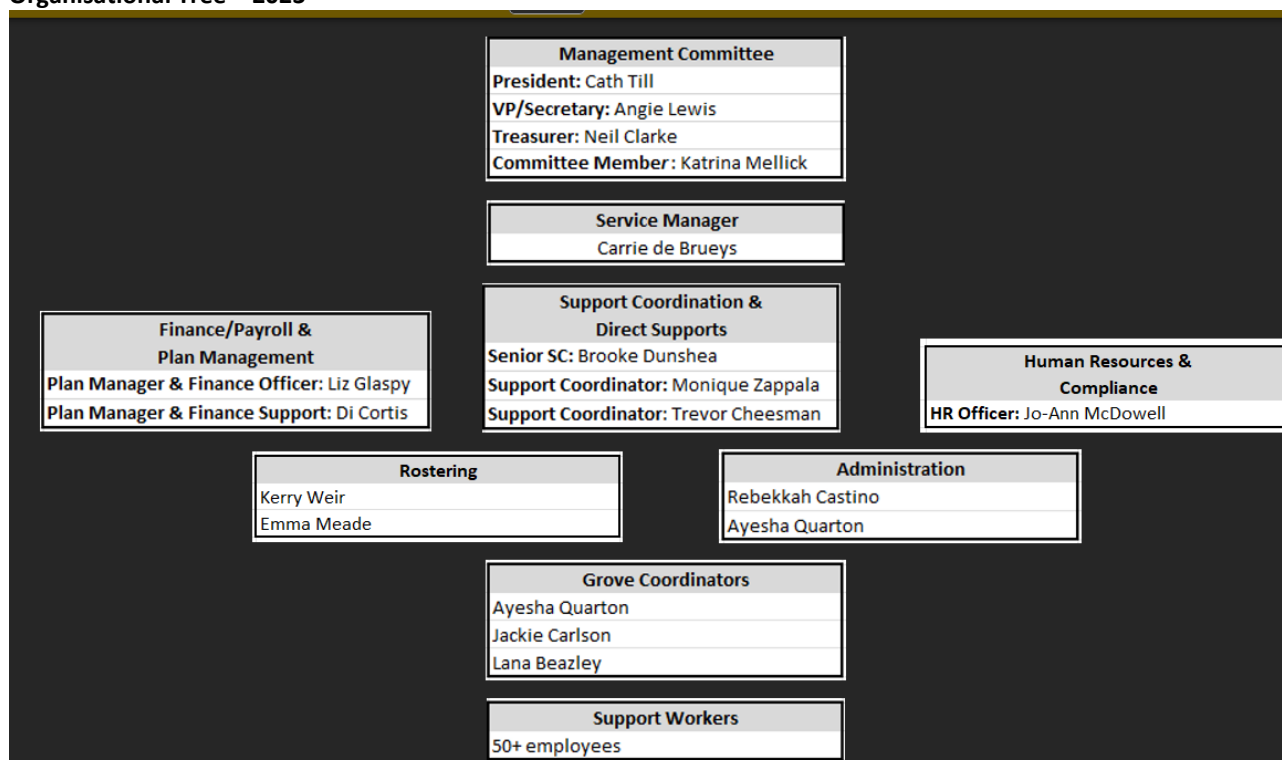 Organisational Tree – 2023
Management Committee
President: Cath Till
VP/Secretary: Angie Lewis
Treasurer: Neil Clarke
Committee Member: Katrina Mellick
Service Manager
Carrie de Brueys
Support Coordination &
Direct Supports
Senior SC: Brooke Dunshea
Support Coordinator: Monique Zappala
Support Coordinator: Trevor Cheesman
Finance/Payroll &
Plan Management
Plan Manager & Finance Officer: Liz Glaspy
Plan Manager & Finance Support: Di Cortis
Human Resources &
Compliance
HR Officer: Jo-Ann McDowell
Rostering
Kerry Weir
Emma Meade
Administration
Rebekkah Castino
Ayesha Quarton
Grove Coordinators
Ayesha Quarton
Jackie Carlson
Lana Beazley
Support Workers
50+ employees